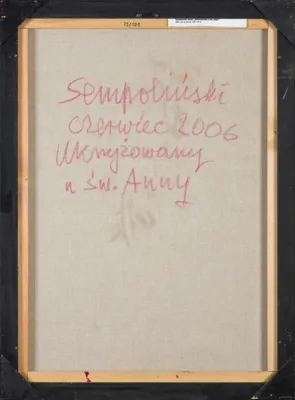 Sempoliński
czerwiec 2006
Ukrzyżowany
u św. Anny